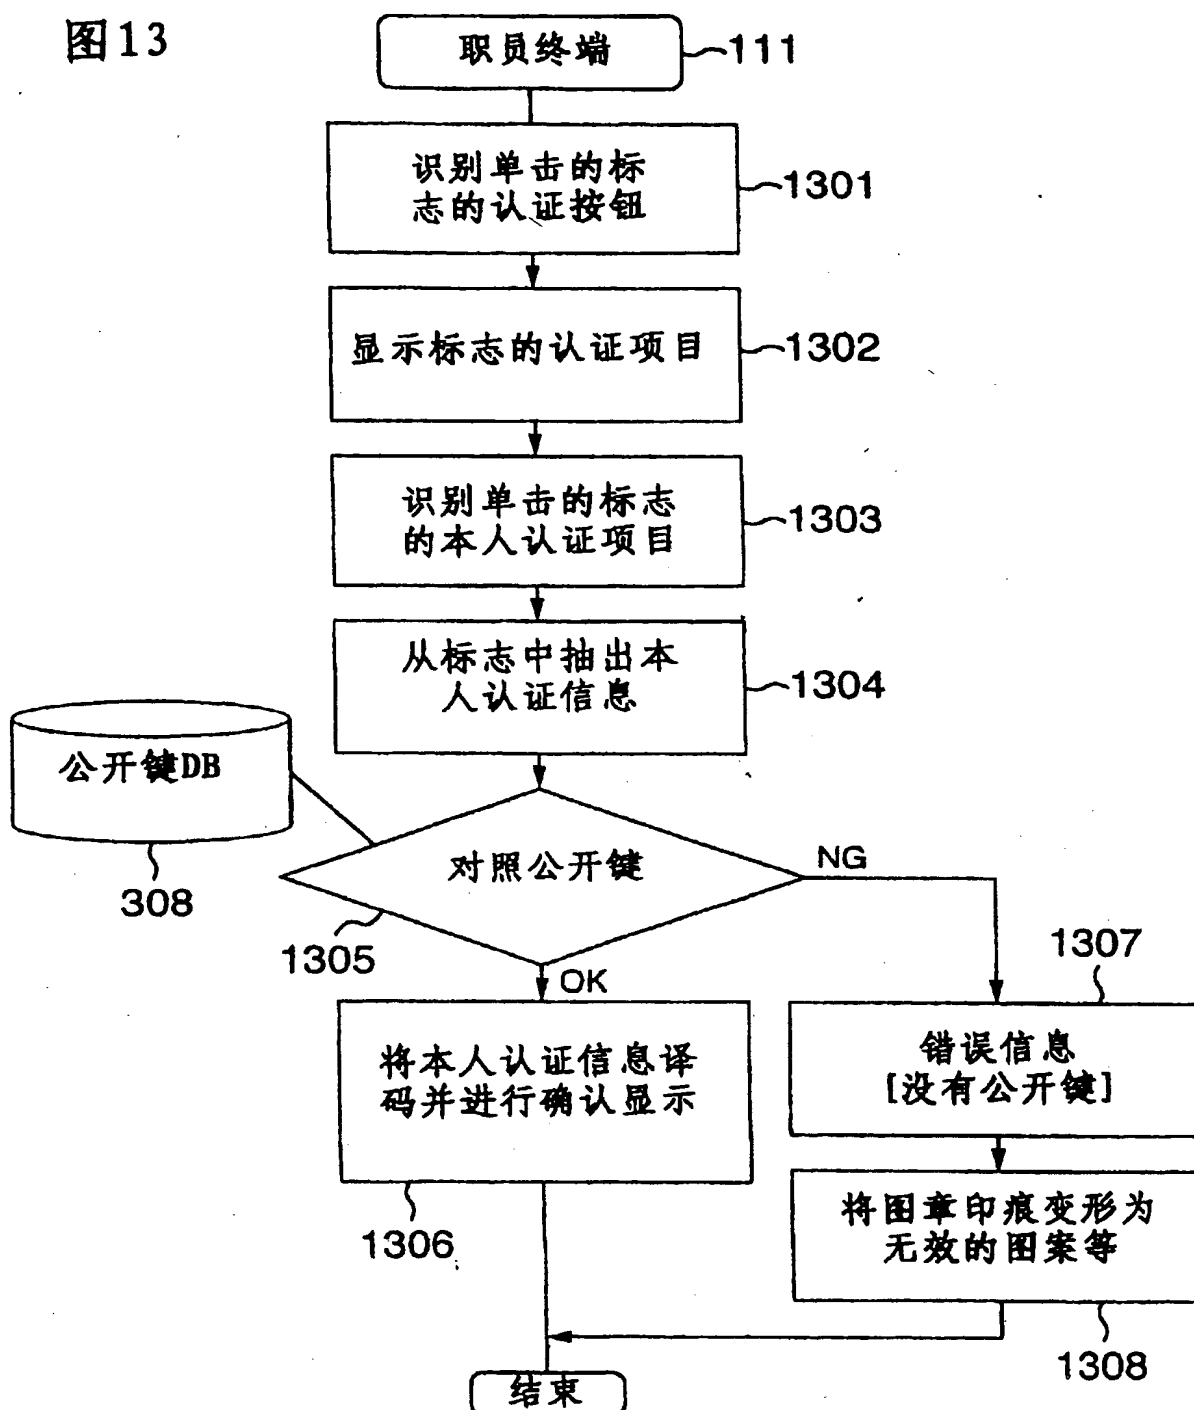 图13
职员终端
111
识别单击的标
志的认证按钮
1301
显示标志的认证项目
1302
识别单击的标志
的本人认证项目
1303
从标志中抽出本
人认证信息
1304
公开键DB
308
对照公开键
NG
1305
OK
1307
将本人认证信息译
码并进行确认显示
1306
错误信息
[没有公开键]
将图章印痕变形为
无效的图案等
1308
结束